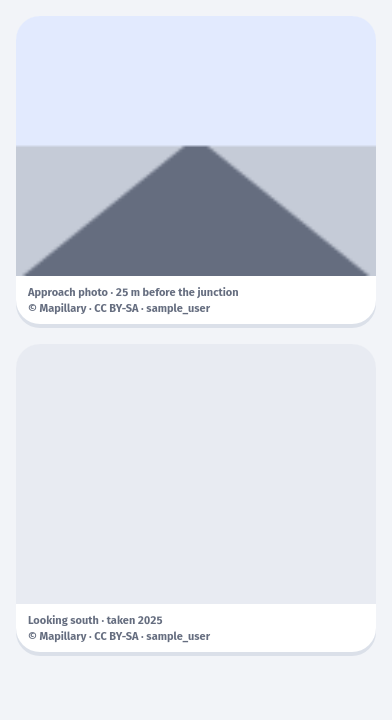 Approach photo · 25 m before the junction
© Mapillary · CC BY-SA · sample_user
Looking south · taken 2025
© Mapillary · CC BY-SA · sample_user